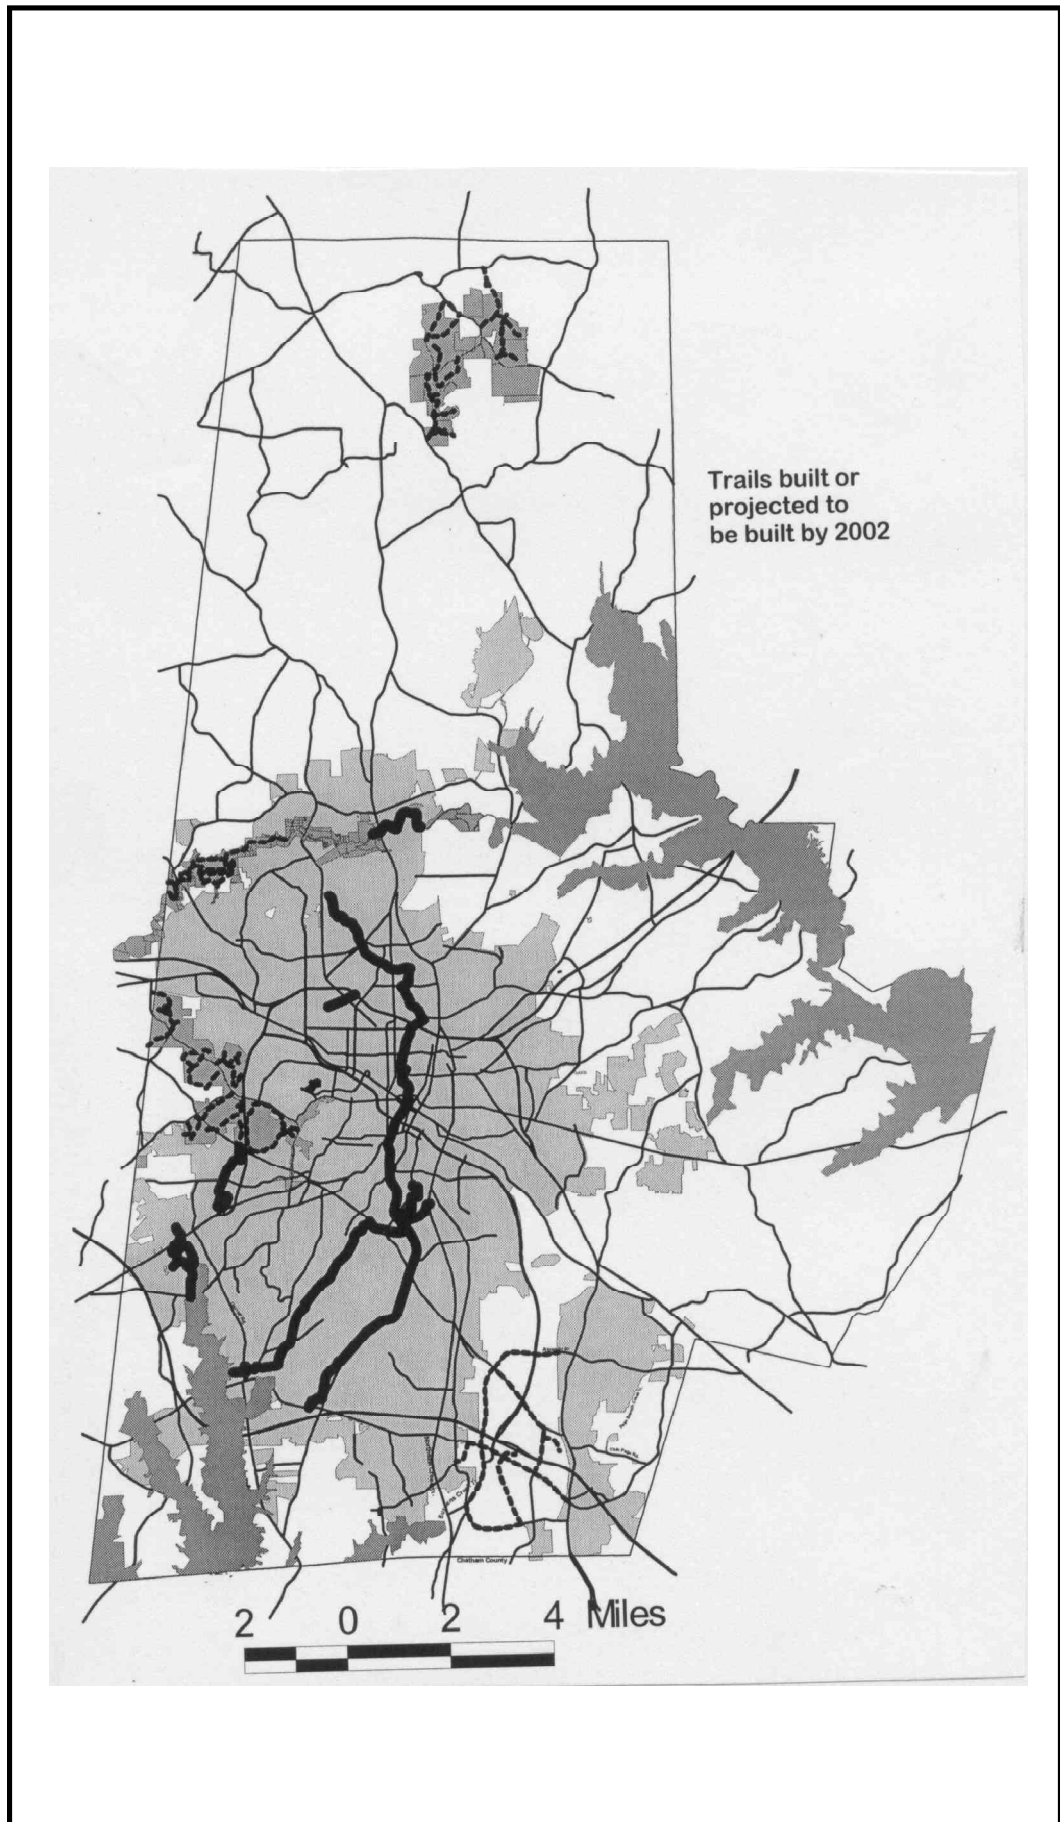 Trails built or
projected to
be built by 2002
Chatham County
2 0 2 4 Miles